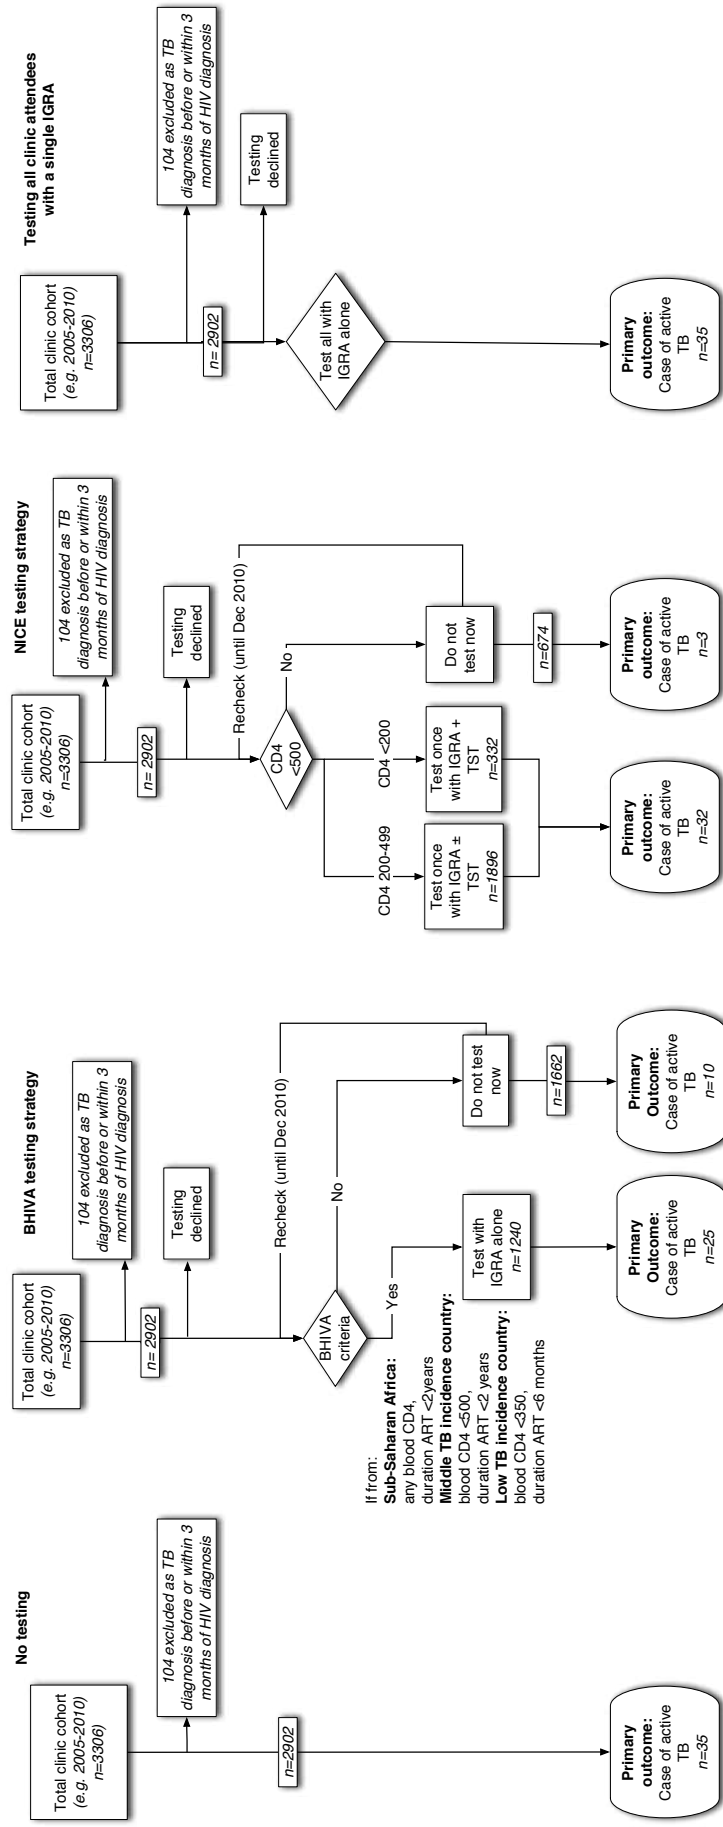 No testing
Total clinic cohort
(e.g. 2005-2010)
n=3306)
104 excluded as TB
diagnosis before or within 3
months of HIV diagnosis
n=2902
Primary
outcome:
Case of active
TB
n=35
BHIVA testing strategy
Total clinic cohort
(e.g. 2005-2010)
n=3306)
104 excluded as TB
diagnosis before or within 3
months of HIV diagnosis
n= 2902
Testing
declined
Recheck (until Dec 2010)
BHIVA
criteria
No
Yes
If from:
Sub-Saharan Africa:
any blood CD4,
duration ART <2years
Middle TB incidence country:
blood CD4 <500,
duration ART <2 years
Low TB incidence country:
blood CD4 <350,
duration ART <6 months
Test with
IGRA alone
n=1240
Do not test
now
n=1662
Primary
Outcome:
Case of active
TB
n=25
Primary
Outcome:
Case of active
TB
n=10
NICE testing strategy
Total clinic cohort
(e.g. 2005-2010)
n=3306)
104 excluded as TB
diagnosis before or within 3
months of HIV diagnosis
n= 2902
Testing
declined
Recheck (until Dec 2010)
CD4
<500
No
CD4 200-499
CD4 <200
Test once
with IGRA ±
TST
n=1896
Test once
with IGRA +
TST
n=332
Do not
test now
n=674
Primary
outcome:
Case of active
TB
n=32
Primary
outcome:
Case of active
TB
n=3
Testing all clinic attendees
with a single IGRA
Total clinic cohort
(e.g. 2005-2010)
n=3306)
104 excluded as TB
diagnosis before or within 3
months of HIV diagnosis
n= 2902
Testing
declined
Test all with
IGRA alone
Primary
outcome:
Case of active
TB
n=35